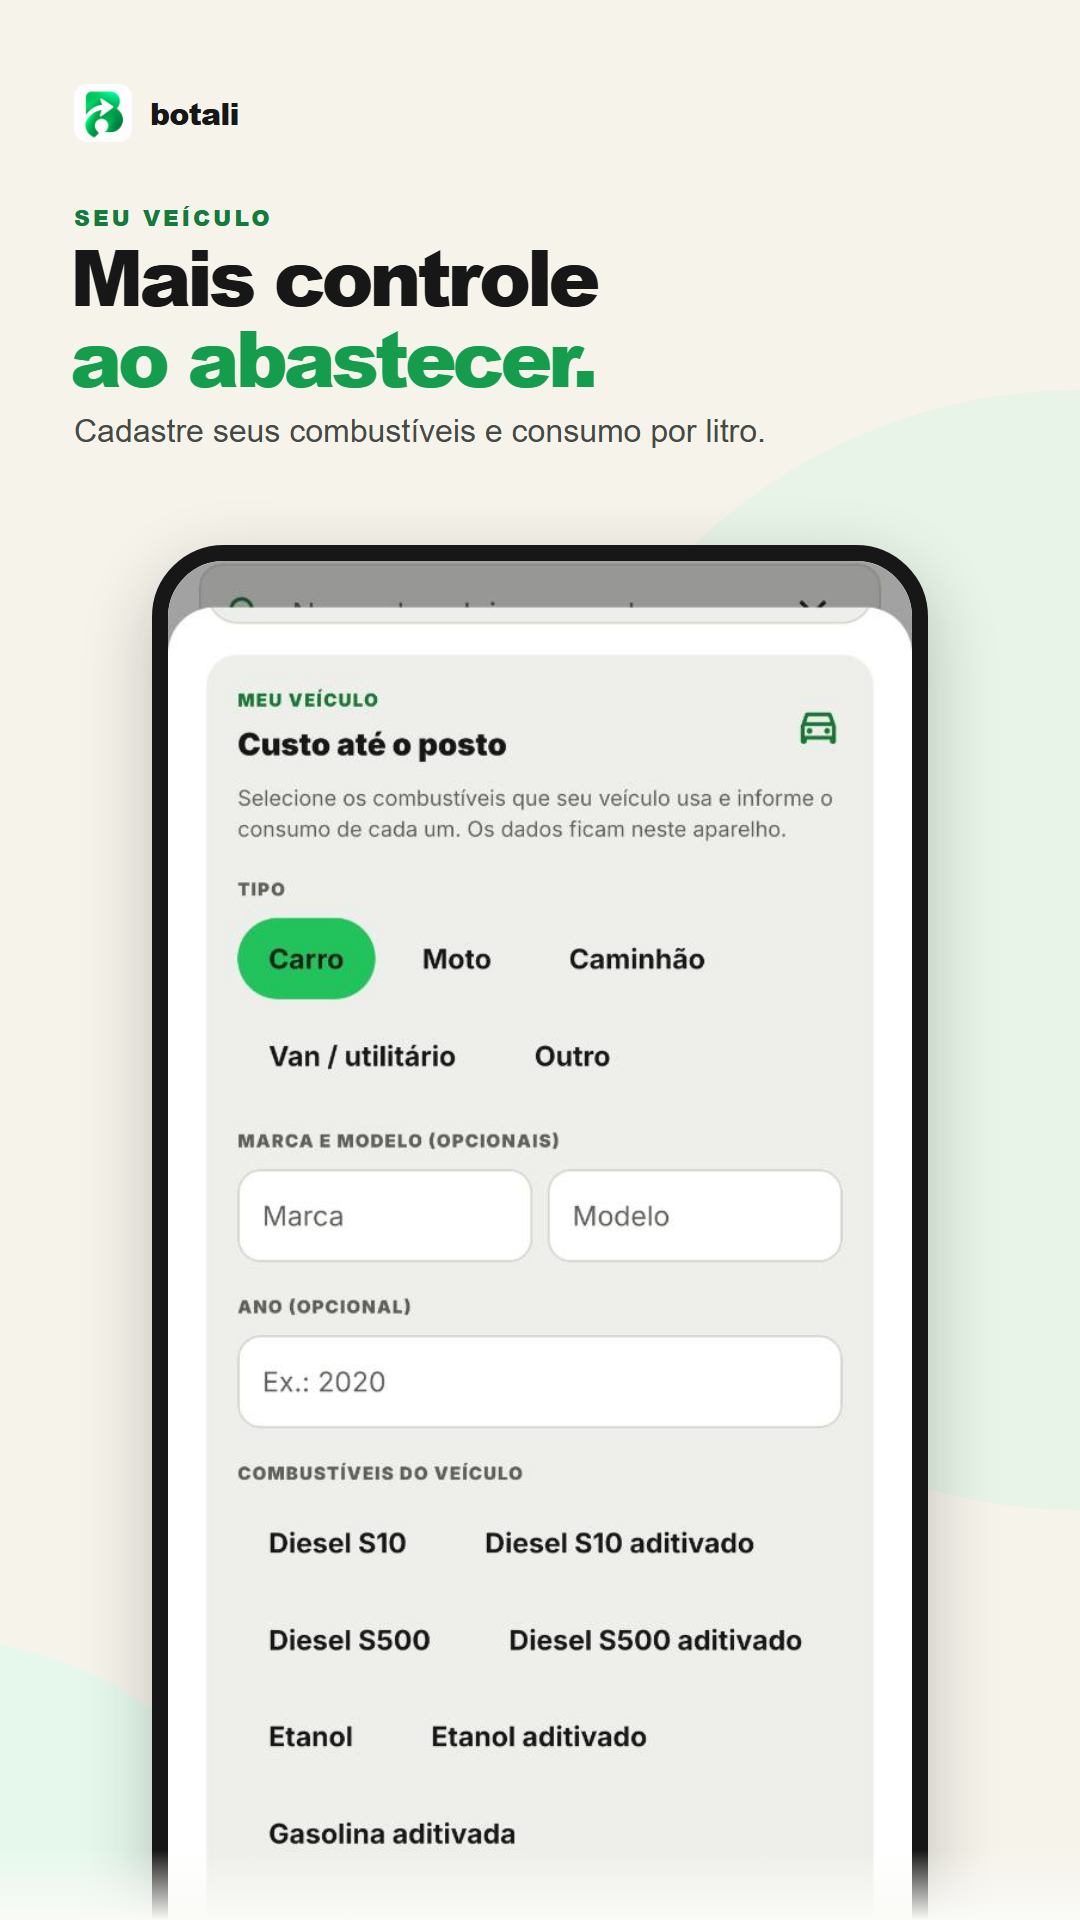 botali
SEU VEÍCULO
Mais controle
ao abastecer.
Cadastre seus combustíveis e consumo por litro.
MEU VEÍCULO
Custo até o posto
Selecione os combustíveis que seu veículo usa e informe o
consumo de cada um. Os dados ficam neste aparelho.
TIPO
Carro Moto Caminhão
Van / utilitário Outro
MARCA E MODELO (OPCIONAIS)
Marca Modelo
ANO (OPCIONAL)
Ex.: 2020
COMBUSTÍVEIS DO VEÍCULO
Diesel S10 Diesel S10 aditivado
Diesel S500 Diesel S500 aditivado
Etanol Etanol aditivado
Gasolina aditivada